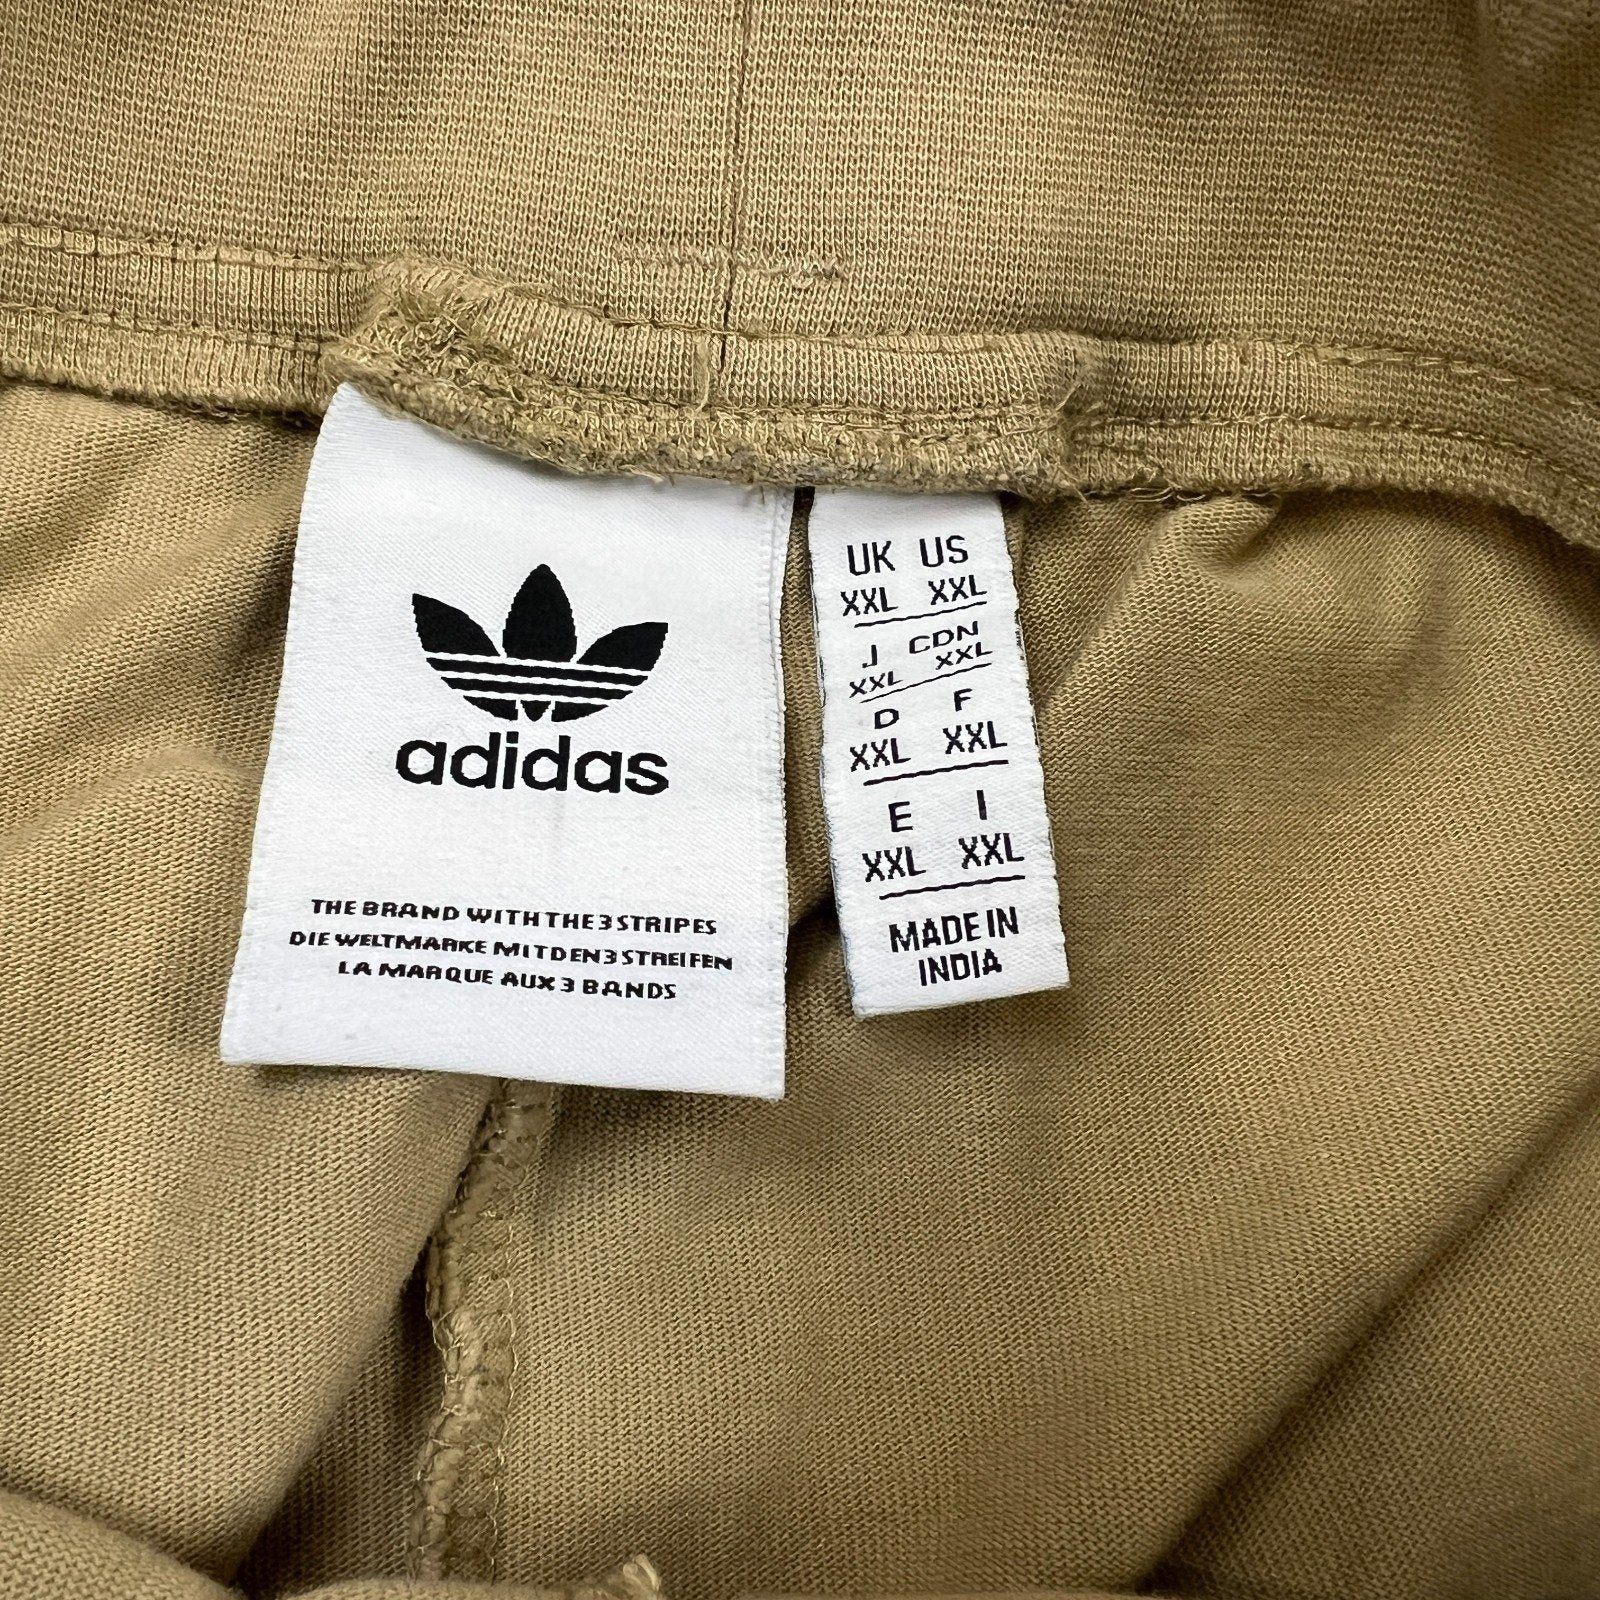 adidas
THE BRAND WITH THE 3 STRIPES
DIE WELTMARKE MIT DEN 3 STREIFEN
LA MARQUE AUX 3 BANDS
UK US
XXL XXL
J CDN
XXL XXL
D F
XXL XXL
E I
XXL XXL
MADE IN
INDIA